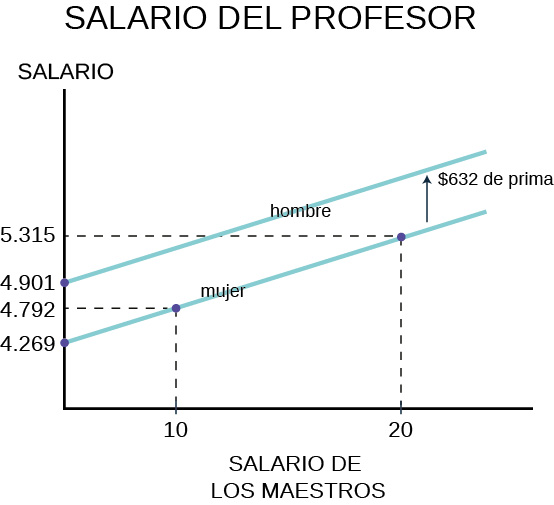 SALARIO DEL PROFESOR
SALARIO
$632 de prima
hombre
5.315
4.901
mujer
4.792
4.269
10
20
SALARIO DE
LOS MAESTROS